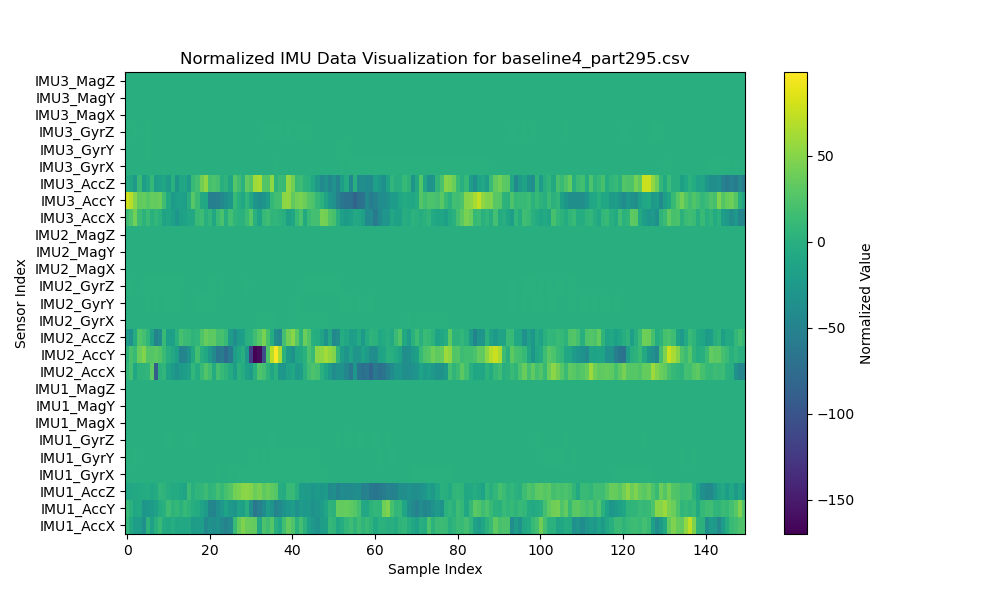 Normalized IMU Data Visualization for baseline4_part295.csv
IMU3_MagZ
IMU3_MagY
IMU3_MagX
IMU3_GyrZ
IMU3_GyrY
IMU3_GyrX
IMU3_AccZ
IMU3_AccY
IMU3_AccX
IMU2_MagZ
IMU2_MagY
IMU2_MagX
IMU2_GyrZ
IMU2_GyrY
IMU2_GyrX
IMU2_AccZ
IMU2_AccY
IMU2_AccX
IMU1_MagZ
IMU1_MagY
IMU1_MagX
IMU1_GyrZ
IMU1_GyrY
IMU1_GyrX
IMU1_AccZ
IMU1_AccY
IMU1_AccX
Sensor Index
0 20 40 60 80 100 120 140
Sample Index
50
0
−50
−100
−150
Normalized Value